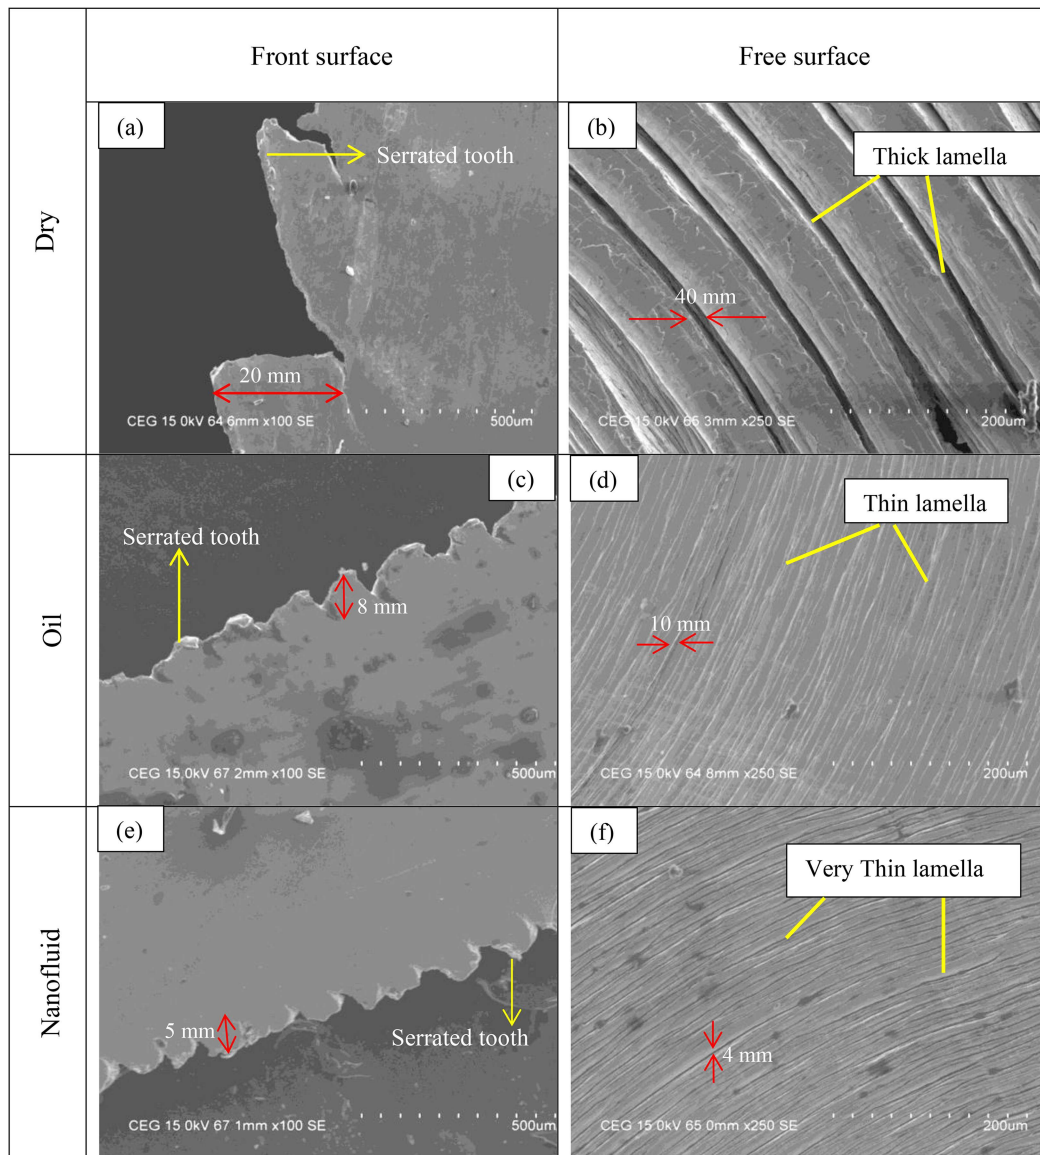 Front surface
Free surface
Dry
(a)
Serrated tooth
20 mm
CEG 15.0kV 64.6mm x100 SE
500um
(b)
Thick lamella
40 mm
CEG 15.0kV 65.3mm x250 SE
200um
Oil
(c)
Serrated tooth
8 mm
CEG 15.0kV 67.2mm x100 SE
500um
(d)
Thin lamella
10 mm
CEG 15.0kV 64.8mm x250 SE
200um
Nanofluid
(e)
5 mm
Serrated tooth
CEG 15.0kV 67.1mm x100 SE
500um
(f)
Very Thin lamella
4 mm
CEG 15.0kV 65.0mm x250 SE
200um